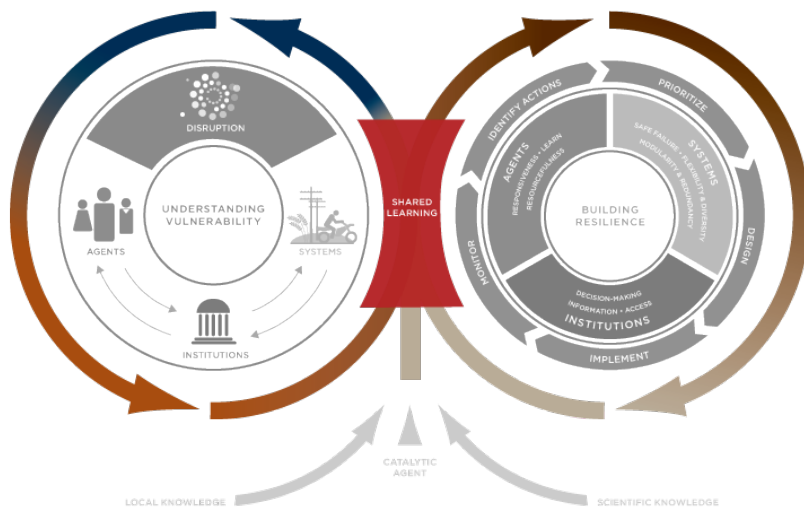 DISRUPTION
UNDERSTANDING
VULNERABILITY
AGENTS
SYSTEMS
INSTITUTIONS
SHARED
LEARNING
IDENTIFY ACTIONS
PRIORITIZE
DESIGN
IMPLEMENT
MONITOR
AGENTS
RESPONSIVENESS • LEARN
RESOURCEFULNESS
SYSTEMS
SAFE FAILURE • FLEXIBILITY & DIVERSITY
MODULARITY & REDUNDANCY
BUILDING
RESILIENCE
DECISION-MAKING
INFORMATION • ACCESS
INSTITUTIONS
CATALYTIC
AGENT
LOCAL KNOWLEDGE
SCIENTIFIC KNOWLEDGE